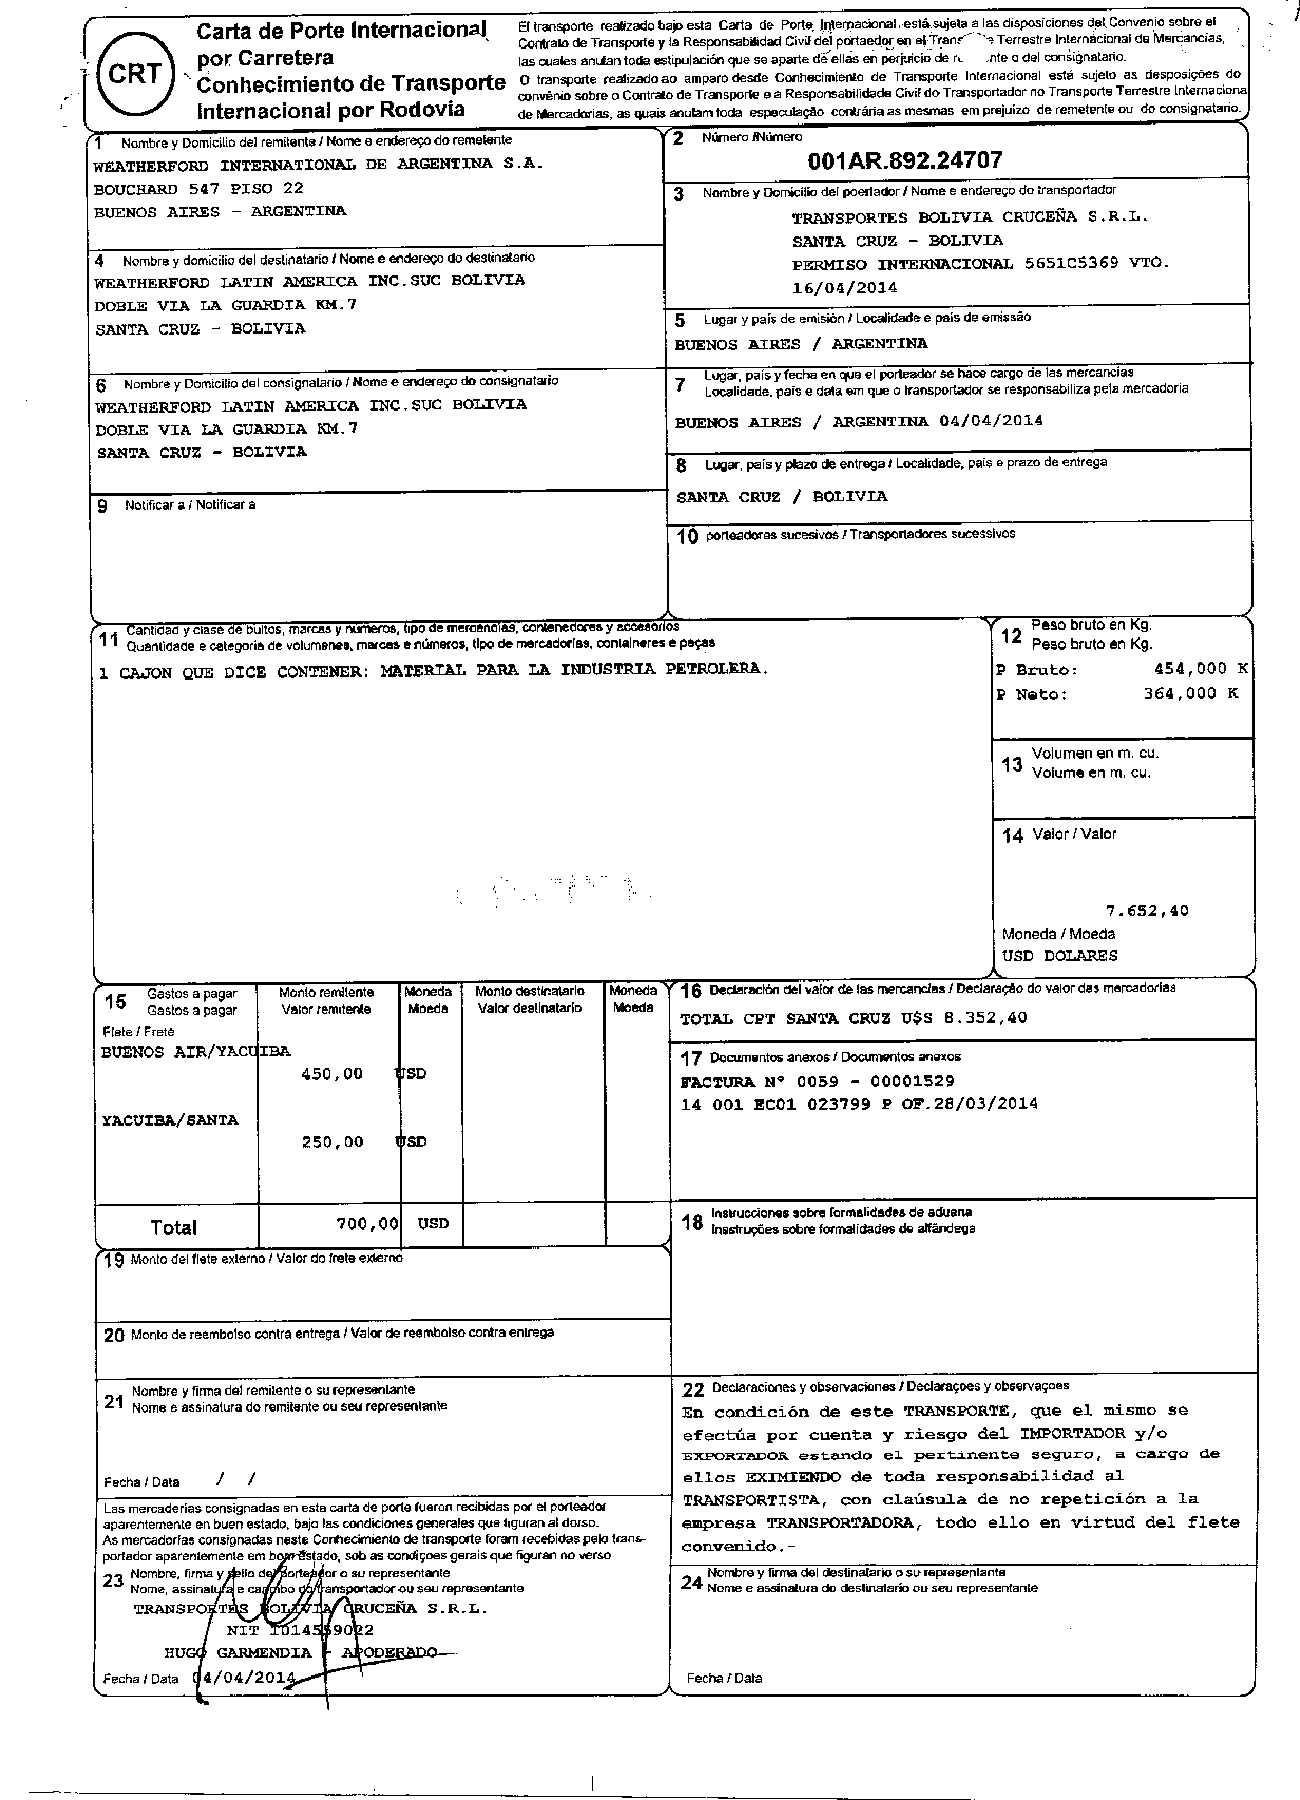 CRT
Carta de Porte Internacional
por Carretera
Conhecimento de Transporte
Internacional por Rodovia
El transporte realizado bajo esta Carta de Porte Internacional está sujeta a las disposiciones del Convenio sobre el
Contrato de Transporte y la Responsabilidad Civil del portaedor en el Terrestre Internacional de Mercancias,
las cuales anulan toda estipulación que se aparte de ellas en perjuricio de o del consignatario.
O transporte realizado ao amparo desde Conhecimento de Transporte Internacional está sujeto as desposições do
convênio sobre o Contrato de Transporte e a Responsabilidade Civil do Transportador no Transporte Terrestre Internaciona
de Mercadorias, as quais anulam toda especulação contrária as mesmas em prejuizo de remetente ou do consignatario.
1 Nombre y Domicilio del remitente / Nome e endereço do remetente
WEATHERFORD INTERNATIONAL DE ARGENTINA S.A.
BOUCHARD 547 PISO 22
BUENOS AIRES - ARGENTINA
2 Número /Número
001AR.892.24707
3 Nombre y Domicilio del poertador / Nome e endereço do transportador
TRANSPORTES BOLIVIA CRUCEÑA S.R.L.
SANTA CRUZ - BOLIVIA
PERMISO INTERNACIONAL 5651C5369 VTO.
16/04/2014
4 Nombre y domicilio del destinatario / Nome e endereço do destinatario
WEATHERFORD LATIN AMERICA INC.SUC BOLIVIA
DOBLE VIA LA GUARDIA KM.7
SANTA CRUZ - BOLIVIA
5 Lugar y país de emisión / Localidade e pais de emissão
BUENOS AIRES / ARGENTINA
6 Nombre y Domicilio del consignatario / Nome e endereço do consignatario
WEATHERFORD LATIN AMERICA INC.SUC BOLIVIA
DOBLE VIA LA GUARDIA KM.7
SANTA CRUZ - BOLIVIA
7 Lugar, país y fecha en que el porteador se hace cargo de las mercancias
Localidade, país e data em que o transportador se responsabiliza pela mercadoria
BUENOS AIRES / ARGENTINA 04/04/2014
8 Lugar, país y plazo de entrega / Localidade, pais e prazo de entrega
SANTA CRUZ / BOLIVIA
9 Notificar a / Notificar a
10 porteadoras sucesivos / Transportadores sucessivos
11 Cantidad y clase de bultos, marcas y números, tipo de mercancías, contenedores y accesorios
Quantidade e categoria de volumenes, marcas e números, tipo de mercadorías, containeres e peças
1 CAJON QUE DICE CONTENER: MATERIAL PARA LA INDUSTRIA PETROLERA.
12 Peso bruto en Kg.
Peso bruto en Kg.
P Bruto: 454,000 K
P Neto: 364,000 K
13 Volumen en m. cu.
Volume en m. cu.
14 Valor / Valor
7.652,40
Moneda / Moeda
USD DOLARES
15 Gastos a pagar Monto remitente Moneda Monto destinatario Moneda
Gastos a pagar Valor remitente Moeda Valor destinatario Moeda
Flete / Freté
BUENOS AIR/YACUIBA
450,00 USD
YACUIBA/SANTA
250,00 USD
Total 700,00 USD
16 Declaración del valor de las mercancias / Declaração do valor das mercadorias
TOTAL CPT SANTA CRUZ U$S 8.352,40
17 Documentos anexos / Documentos anexos
FACTURA N° 0059 - 00001529
14 001 EC01 023799 P OF.28/03/2014
18 Instrucciones sobre formalidades de aduana
Insstruções sobre formalidades de alfândega
19 Monto del flete externo / Valor do frete externo
20 Monto de reembolso contra entrega / Valor de reembolso contra entrega
21 Nombre y firma del remitente o su representante
Nome e assinatura do remitente ou seu representante
Fecha / Data / /
22 Declaraciones y observaciones / Declaraçoes y observaçoes
En condición de este TRANSPORTE, que el mismo se
efectúa por cuenta y riesgo del IMPORTADOR y/o
EXPORTADOR estando el pertinente seguro, a cargo de
ellos EXIMIENDO de toda responsabilidad al
TRANSPORTISTA, con claúsula de no repetición a la
empresa TRANSPORTADORA, todo ello en virtud del flete
convenido.-
Las mercaderías consignadas en esta carta de porte fueron recibidas por el porteador
aparentemente en buen estado, bajo las condiciones generales que figuran al dorso.
As mercadorfas consignadas neste Conhecimento de transporte foram recebidas pelo trans-
portador aparentemente em bom estado, sob as condiçoes gerais que figuran no verso
23 Nombre, firma y sello del porteador o su representante
Nome, assinatura e carimbo do transportador ou seu representante
TRANSPORTES BOLIVIA CRUCEÑA S.R.L.
NIT 1014559022
HUGO GARMENDIA - APODERADO
Fecha / Data 04/04/2014
24 Nombre y firma del destinatario o su representante
Nome e assinatura do destinatario ou seu representante
Fecha / Data